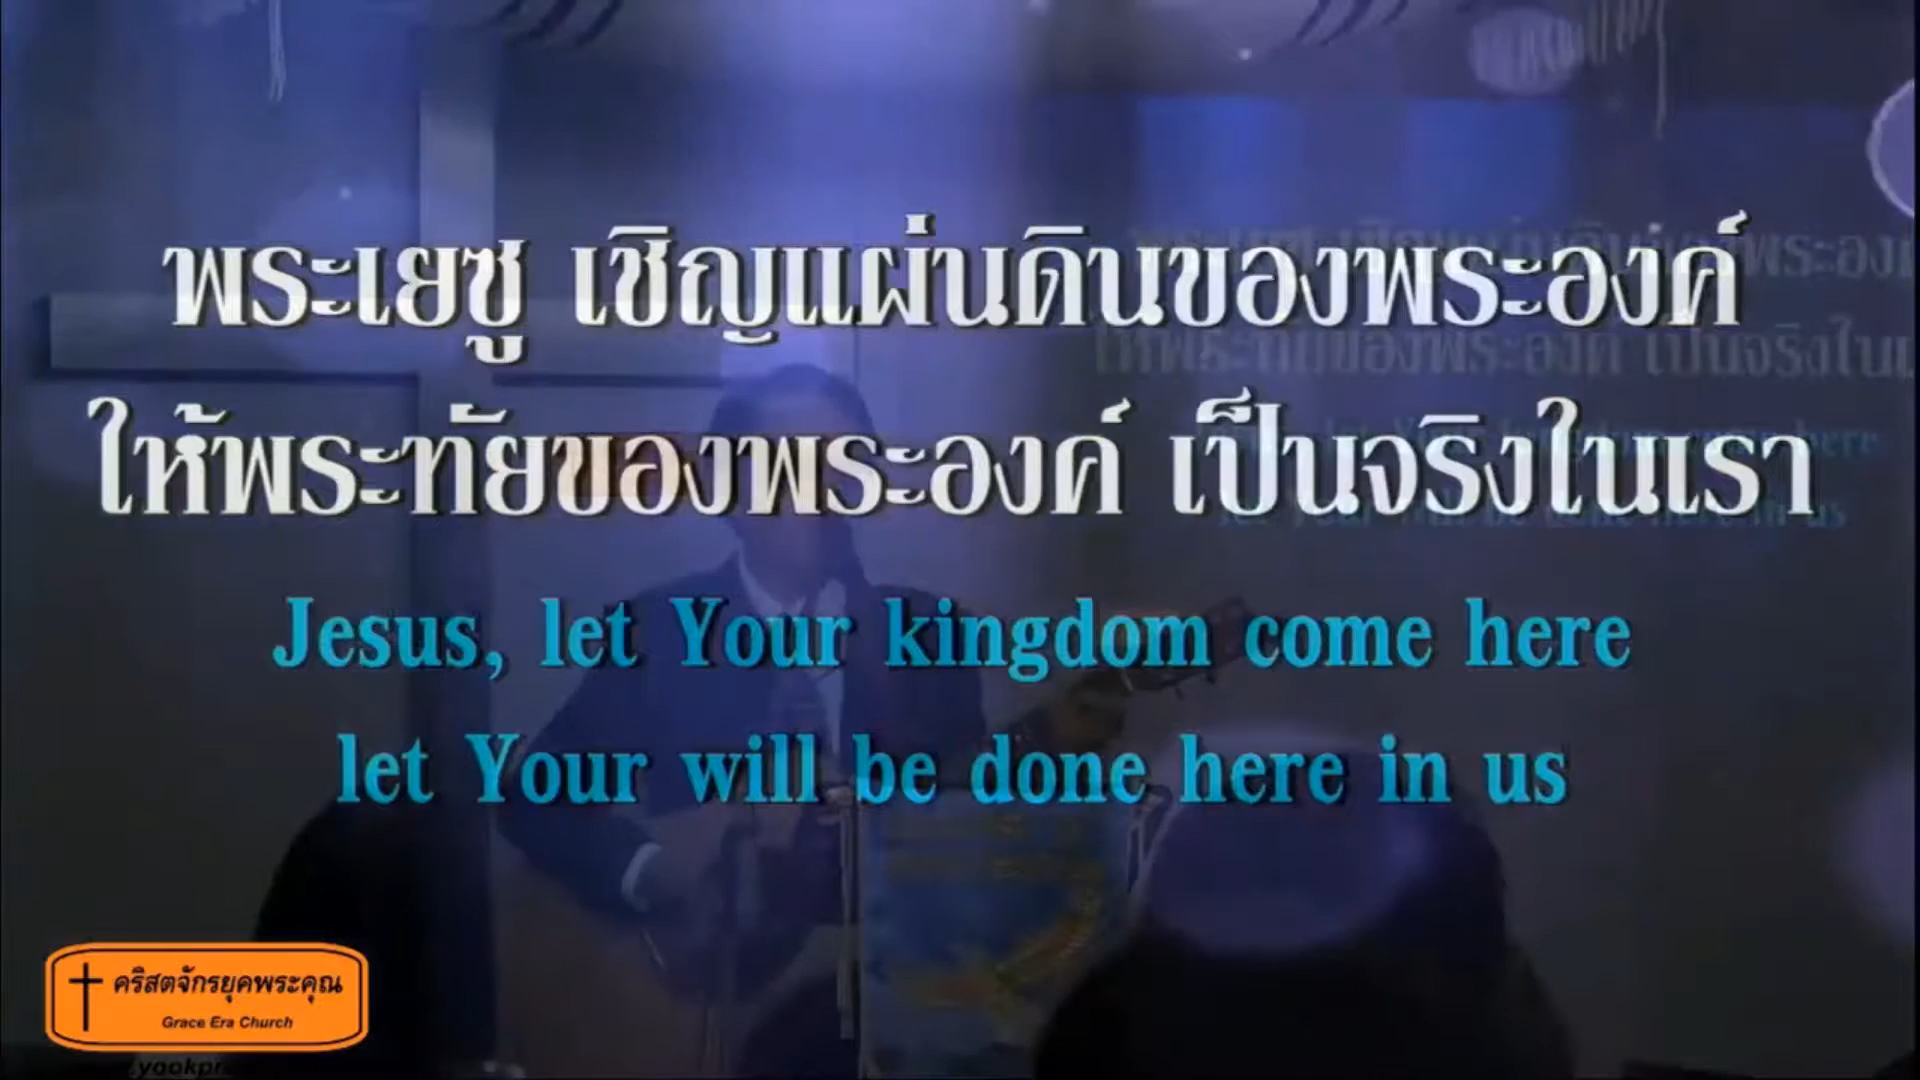 พระเยซู เชิญแผ่นดินของพระองค์
ให้พระทัยของพระองค์ เป็นจริงในเรา
Jesus, let Your kingdom come here
let Your will be done here in us
คริสตจักรยุคพระคุณ
Grace Era Church